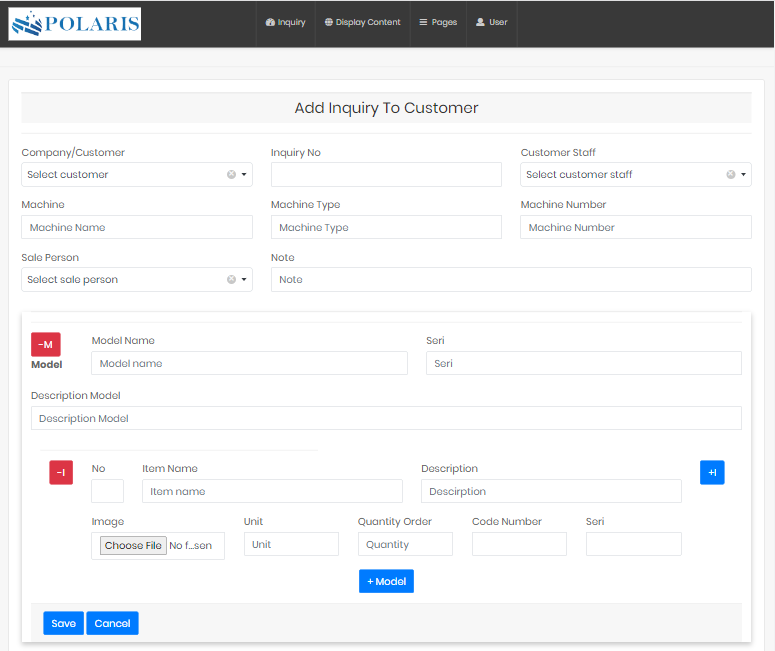 POLARIS Inquiry Display Content Pages User
Add Inquiry To Customer
Company/Customer Inquiry No Customer Staff
Select customer Select customer staff
Machine Machine Type Machine Number
Machine Name Machine Type Machine Number
Sale Person Note
Select sale person Note
-M Model Name Seri
Model Model name Seri
Description Model
Description Model
-I No Item Name Description +I
Item name Descirption
Image Unit Quantity Order Code Number Seri
Choose File No f...sen Unit Quantity
+ Model
Save Cancel